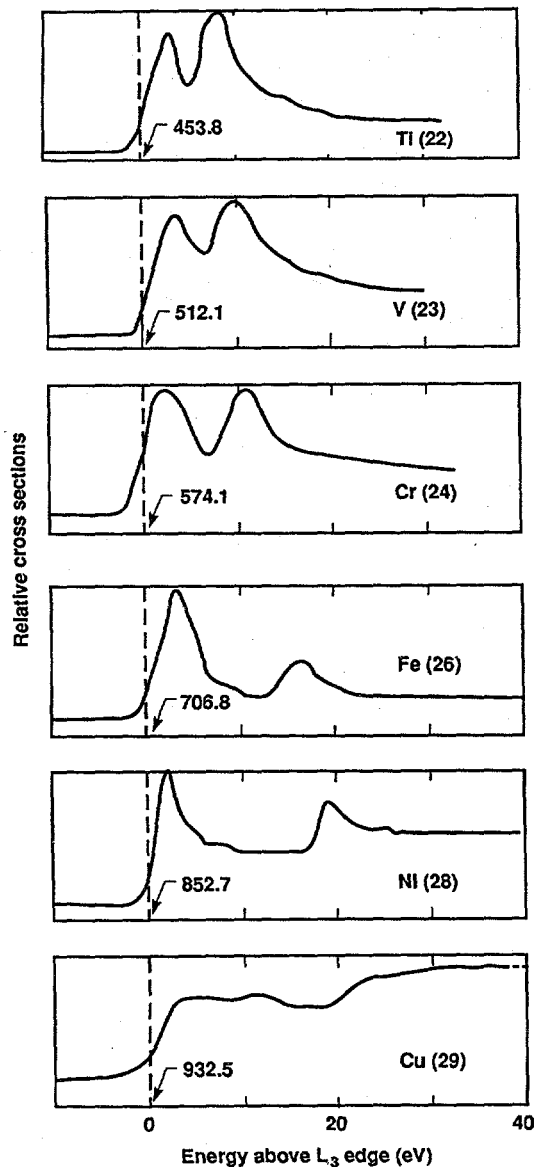 453.8
Ti (22)
512.1
V (23)
574.1
Cr (24)
Relative cross sections
706.8
Fe (26)
852.7
NI (28)
932.5
Cu (29)
0 20 40
Energy above L₃ edge (eV)